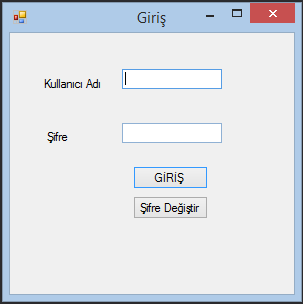 Giriş
Kullanıcı Adı
Şifre
GİRİŞ
Şifre Değiştir